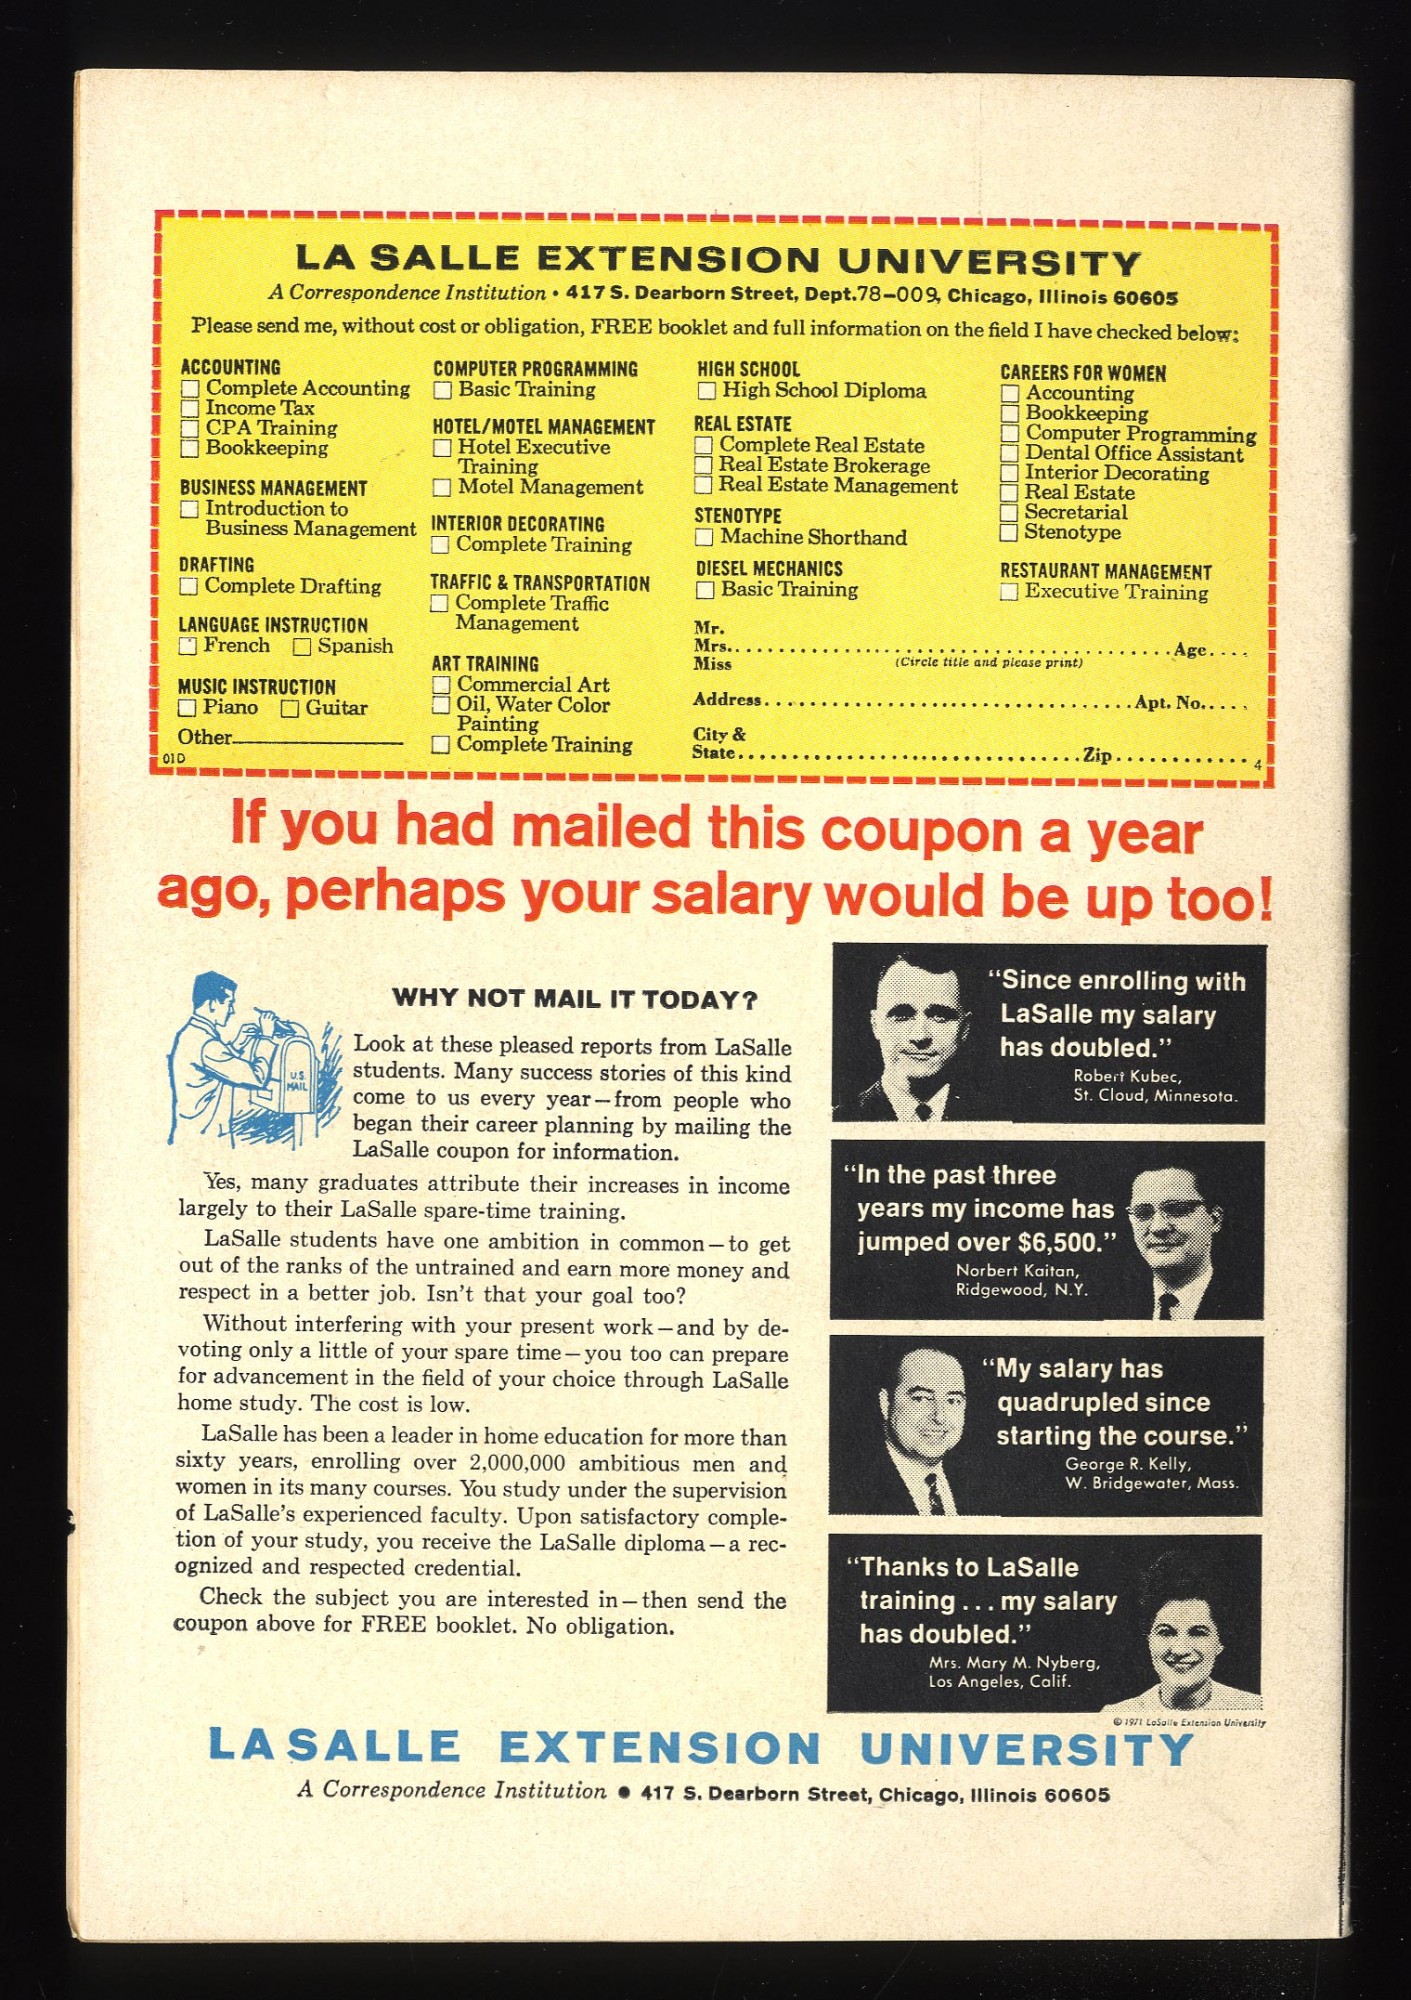 LA SALLE EXTENSION UNIVERSITY
A Correspondence Institution • 417 S. Dearborn Street, Dept. 78-009, Chicago, Illinois 60605
Please send me, without cost or obligation, FREE booklet and full information on the field I have checked below:
ACCOUNTING
Complete Accounting
Income Tax
CPA Training
Bookkeeping
BUSINESS MANAGEMENT
Introduction to
Business Management
DRAFTING
Complete Drafting
LANGUAGE INSTRUCTION
French Spanish
MUSIC INSTRUCTION
Piano Guitar
Other
01D
COMPUTER PROGRAMMING
Basic Training
HOTEL/MOTEL MANAGEMENT
Hotel Executive
Training
Motel Management
INTERIOR DECORATING
Complete Training
TRAFFIC & TRANSPORTATION
Complete Traffic
Management
ART TRAINING
Commercial Art
Oil, Water Color
Painting
Complete Training
HIGH SCHOOL
High School Diploma
REAL ESTATE
Complete Real Estate
Real Estate Brokerage
Real Estate Management
STENOTYPE
Machine Shorthand
DIESEL MECHANICS
Basic Training
CAREERS FOR WOMEN
Accounting
Bookkeeping
Computer Programming
Dental Office Assistant
Interior Decorating
Real Estate
Secretarial
Stenotype
RESTAURANT MANAGEMENT
Executive Training
Mr.
Mrs. Age
Miss (Circle title and please print)
Address Apt. No.
City &
State Zip
4
If you had mailed this coupon a year
ago, perhaps your salary would be up too!
U.S.
MAIL
WHY NOT MAIL IT TODAY?
Look at these pleased reports from LaSalle
students. Many success stories of this kind
come to us every year—from people who
began their career planning by mailing the
LaSalle coupon for information.
Yes, many graduates attribute their increases in income
largely to their LaSalle spare-time training.
LaSalle students have one ambition in common—to get
out of the ranks of the untrained and earn more money and
respect in a better job. Isn't that your goal too?
Without interfering with your present work—and by de-
voting only a little of your spare time—you too can prepare
for advancement in the field of your choice through LaSalle
home study. The cost is low.
LaSalle has been a leader in home education for more than
sixty years, enrolling over 2,000,000 ambitious men and
women in its many courses. You study under the supervision
of LaSalle's experienced faculty. Upon satisfactory comple-
tion of your study, you receive the LaSalle diploma—a rec-
ognized and respected credential.
Check the subject you are interested in—then send the
coupon above for FREE booklet. No obligation.
"Since enrolling with
LaSalle my salary
has doubled."
Robert Kubec,
St. Cloud, Minnesota.
"In the past three
years my income has
jumped over $6,500."
Norbert Kaitan,
Ridgewood, N.Y.
"My salary has
quadrupled since
starting the course."
George R. Kelly,
W. Bridgewater, Mass.
"Thanks to LaSalle
training ... my salary
has doubled."
Mrs. Mary M. Nyberg,
Los Angeles, Calif.
© 1971 LaSalle Extension University
LA SALLE EXTENSION UNIVERSITY
A Correspondence Institution • 417 S. Dearborn Street, Chicago, Illinois 60605